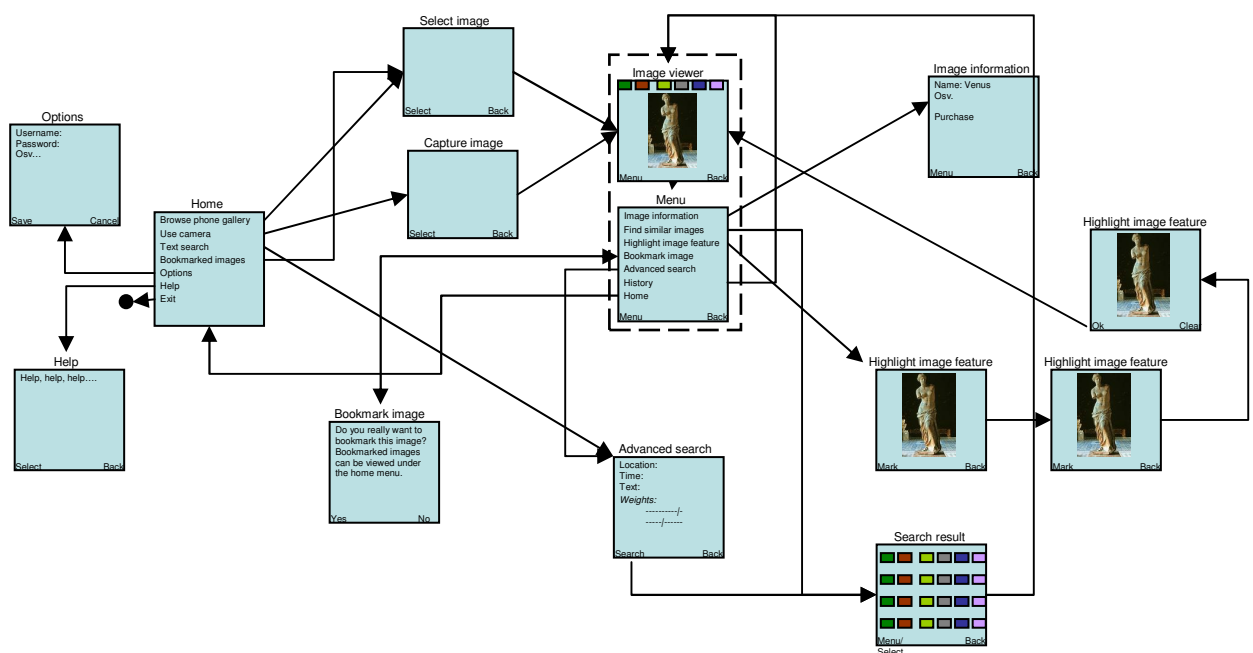 Select image
Select Back
Capture image
Select Back
Options
Username:
Password:
Osv...
Save Cancel
Home
Browse phone gallery
Use camera
Text search
Bookmarked images
Options
Help
Exit
Help
Help, help, help....
Select Back
Image viewer
Menu Back
Menu
Image information
Find similar images
Highlight image feature
Bookmark image
Advanced search
History
Home
Menu Back
Image information
Name: Venus
Osv.
Purchase
Menu Back
Highlight image feature
Ok Clear
Highlight image feature
Mark Back
Highlight image feature
Mark Back
Bookmark image
Do you really want to
bookmark this image?
Bookmarked images
can be viewed under
the home menu.
Yes No
Advanced search
Location:
Time:
Text:
Weights:
----------/-
-----/------
Search Back
Search result
Menu/ Back
Select